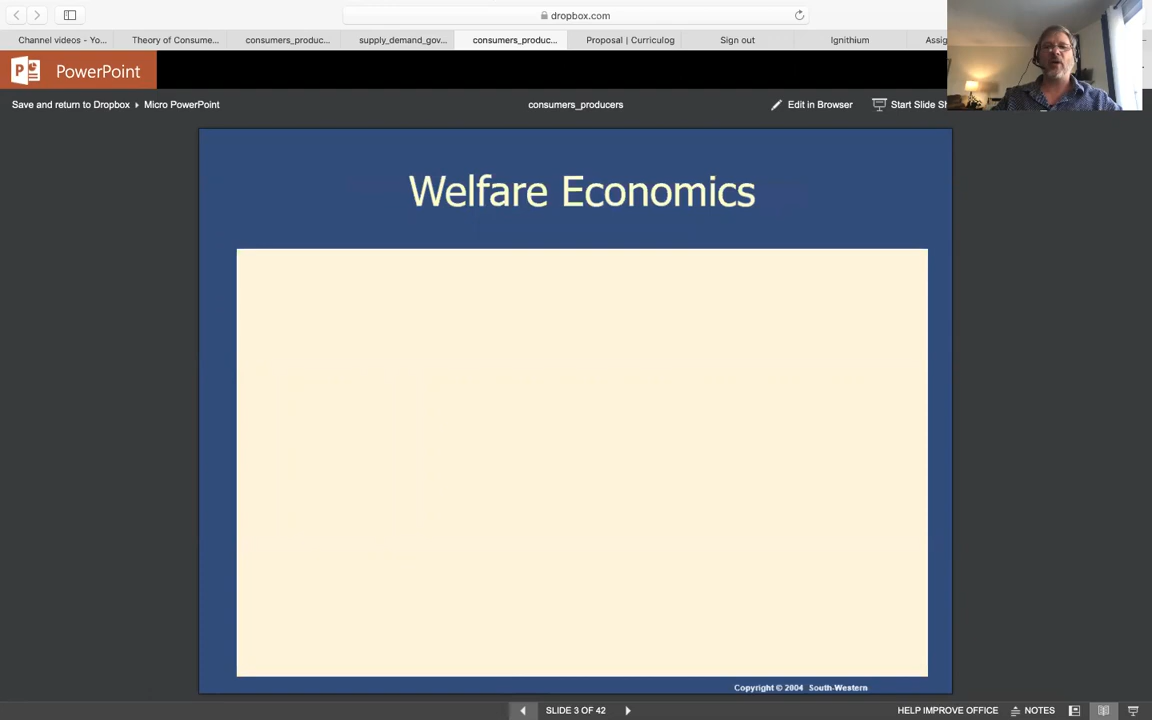 dropbox.com
Channel videos - Yo...
Theory of Consume...
consumers_produc...
supply_demand_gov...
consumers_produc...
Proposal | Curriculog
Sign out
Ignithium
Assig
PowerPoint
Save and return to Dropbox
Micro PowerPoint
consumers_producers
Edit in Browser
Start Slide Sh
Welfare Economics
Copyright © 2004 South-Western
SLIDE 3 OF 42
HELP IMPROVE OFFICE
NOTES